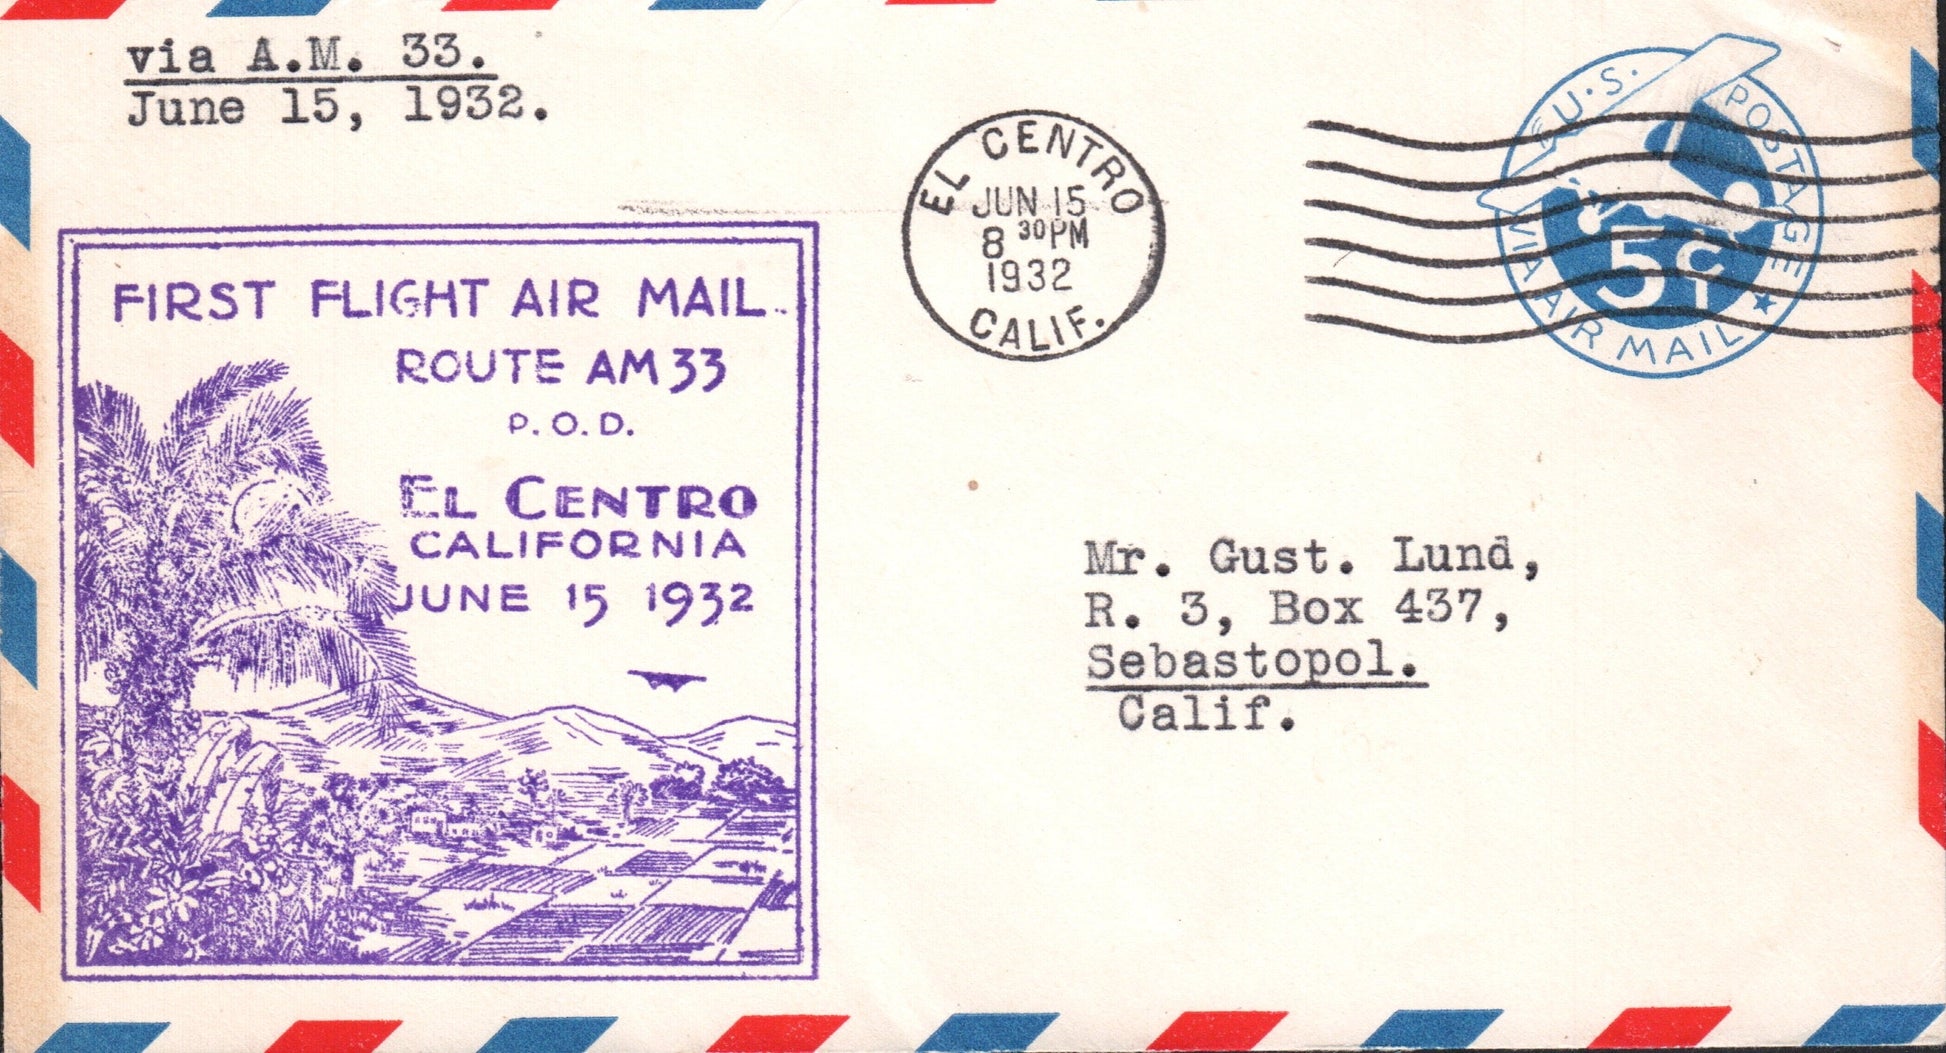 via A.M. 33.
June 15, 1932.
EL CENTRO
JUN 15
8 30PM
1932
CALIF.
U.S. POSTAGE
5¢
VIA AIR MAIL
FIRST FLIGHT AIR MAIL
ROUTE AM 33
P.O.D.
EL CENTRO
CALIFORNIA
JUNE 15 1932
Mr. Gust. Lund,
R. 3, Box 437,
Sebastopol.
Calif.